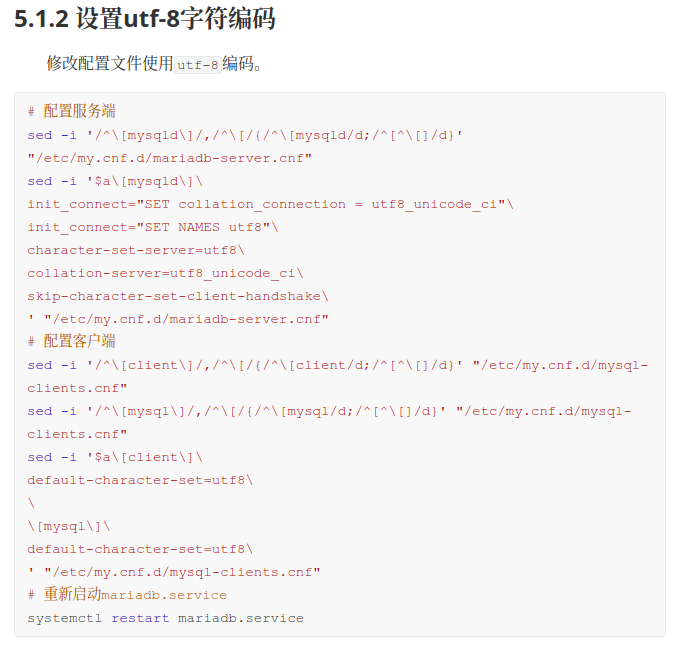 5.1.2 设置utf-8字符编码
修改配置文件使用utf-8编码。
# 配置服务端
sed -i '/^\[mysqld\]/,/^\[/{/^\[mysqld/d;/^[^\[]/d}'
"/etc/my.cnf.d/mariadb-server.cnf"
sed -i '$a\[mysqld\]\
init_connect="SET collation_connection = utf8_unicode_ci"\
init_connect="SET NAMES utf8"\
character-set-server=utf8\
collation-server=utf8_unicode_ci\
skip-character-set-client-handshake\
' "/etc/my.cnf.d/mariadb-server.cnf"
# 配置客户端
sed -i '/^\[client\]/,/^\[/{/^\[client/d;/^[^\[]/d}' "/etc/my.cnf.d/mysql-
clients.cnf"
sed -i '/^\[mysql\]/,/^\[/{/^\[mysql/d;/^[^\[]/d}' "/etc/my.cnf.d/mysql-
clients.cnf"
sed -i '$a\[client\]\
default-character-set=utf8\
\
\[mysql\]\
default-character-set=utf8\
' "/etc/my.cnf.d/mysql-clients.cnf"
# 重新启动mariadb.service
systemctl restart mariadb.service